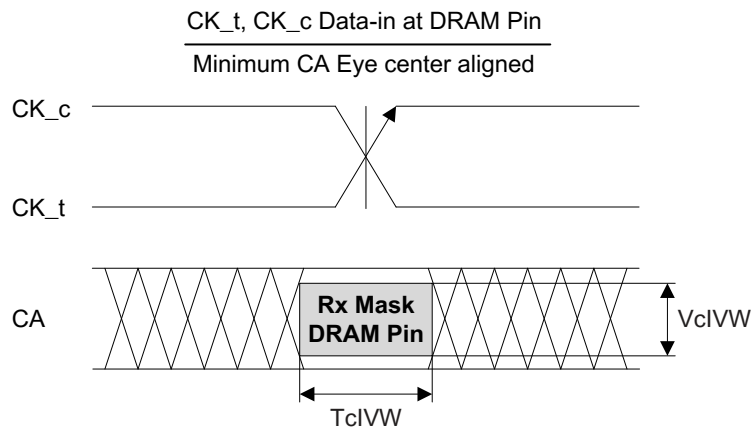 CK_t, CK_c Data-in at DRAM Pin
Minimum CA Eye center aligned
CK_c
CK_t
CA
Rx Mask
DRAM Pin
VcIVW
TcIVW